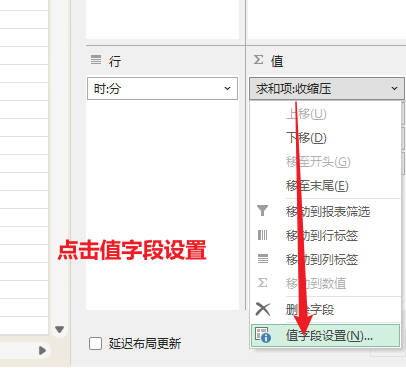 行
Σ 值
时:分
求和项:收缩压
上移(U)
下移(D)
移至开头(G)
移至末尾(E)
移动到报表筛选
移动到行标签
移动到列标签
Σ 移动到数值
删除字段
值字段设置(N)...
点击值字段设置
延迟布局更新